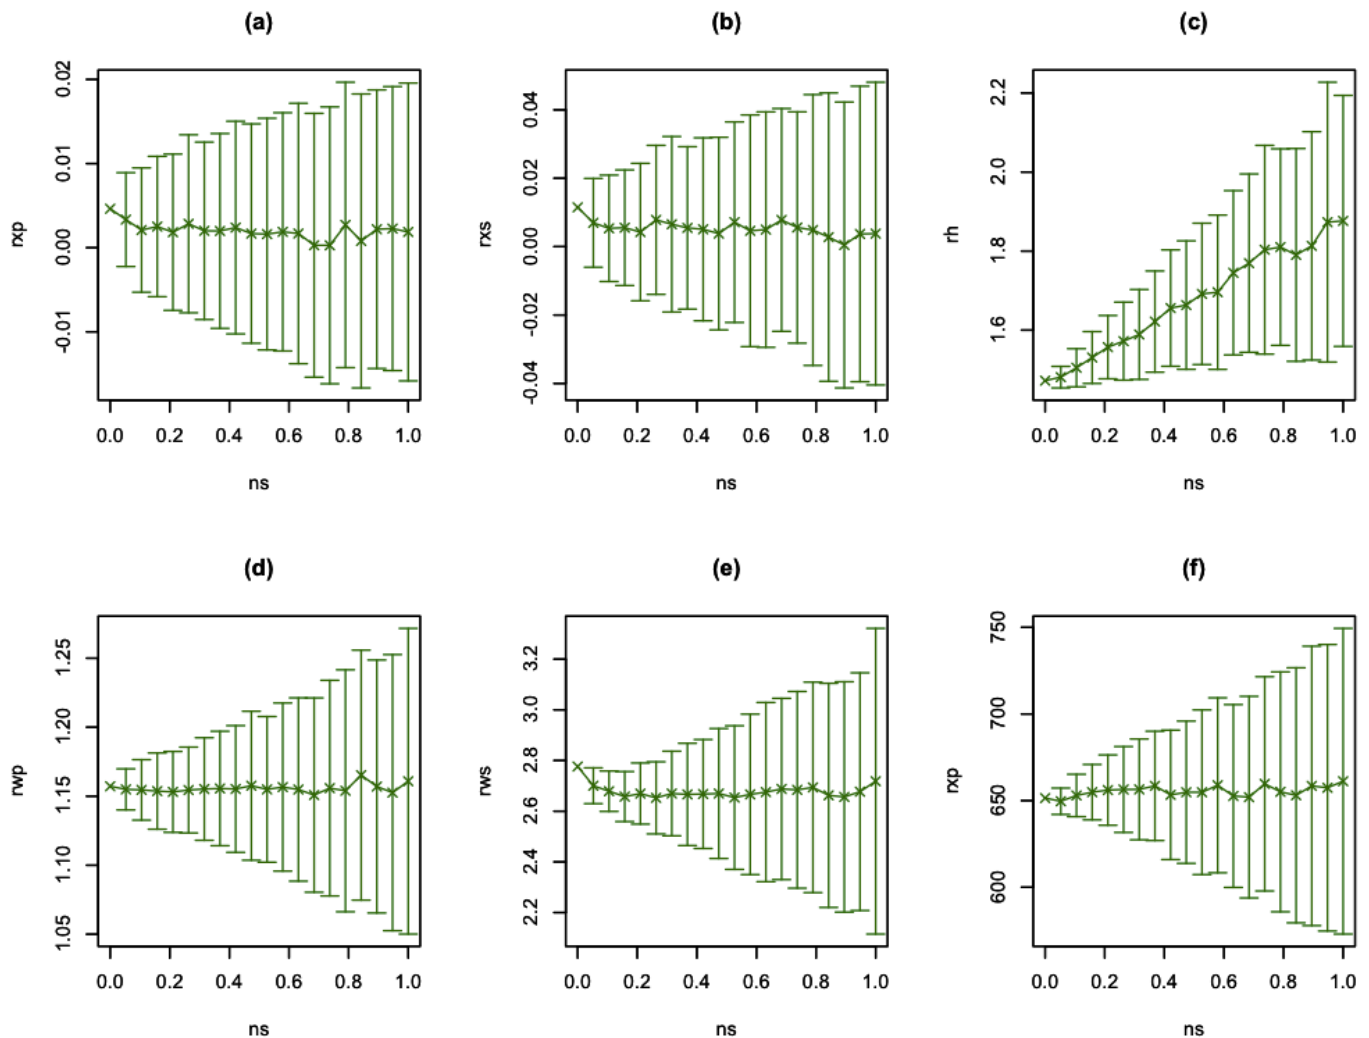 (a)
rxp
0.02
0.01
0.00
-0.01
0.0 0.2 0.4 0.6 0.8 1.0
ns
(b)
rxs
0.04
0.02
0.00
-0.02
-0.04
0.0 0.2 0.4 0.6 0.8 1.0
ns
(c)
rh
2.2
2.0
1.8
1.6
0.0 0.2 0.4 0.6 0.8 1.0
ns
(d)
rwp
1.25
1.20
1.15
1.10
1.05
0.0 0.2 0.4 0.6 0.8 1.0
ns
(e)
rws
3.2
3.0
2.8
2.6
2.4
2.2
0.0 0.2 0.4 0.6 0.8 1.0
ns
(f)
rxp
750
700
650
600
0.0 0.2 0.4 0.6 0.8 1.0
ns